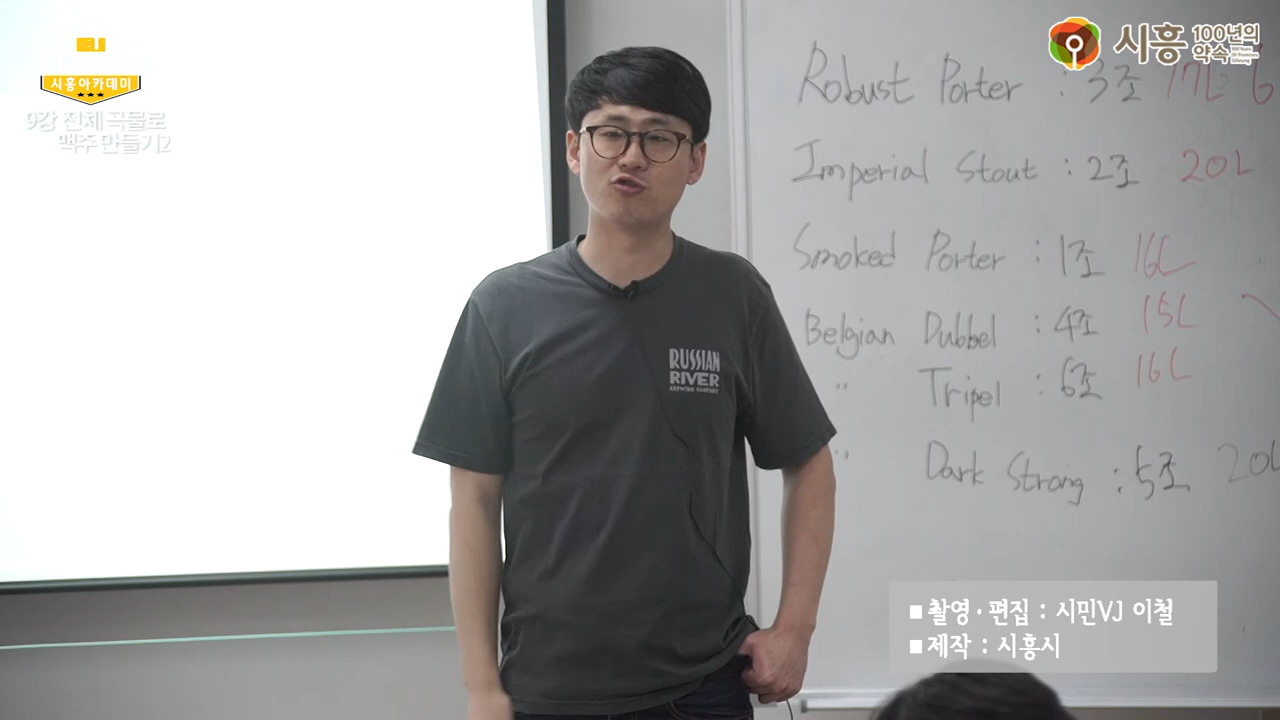 시흥아카데미
9강 전체 곡물로
맥주 만들기2
시흥 100년의
약속
Robust Porter : 3조 17L 6
Imperial Stout : 2조 20L
Smoked Porter : 1조 16L
Belgian Dubbel : 4조 15L
" Tripel : 6조 16L
" Dark Strong : 5조 20L
RUSSIAN
RIVER
BREWING COMPANY
■ 촬영·편집 : 시민VJ 이철
■ 제작 : 시흥시